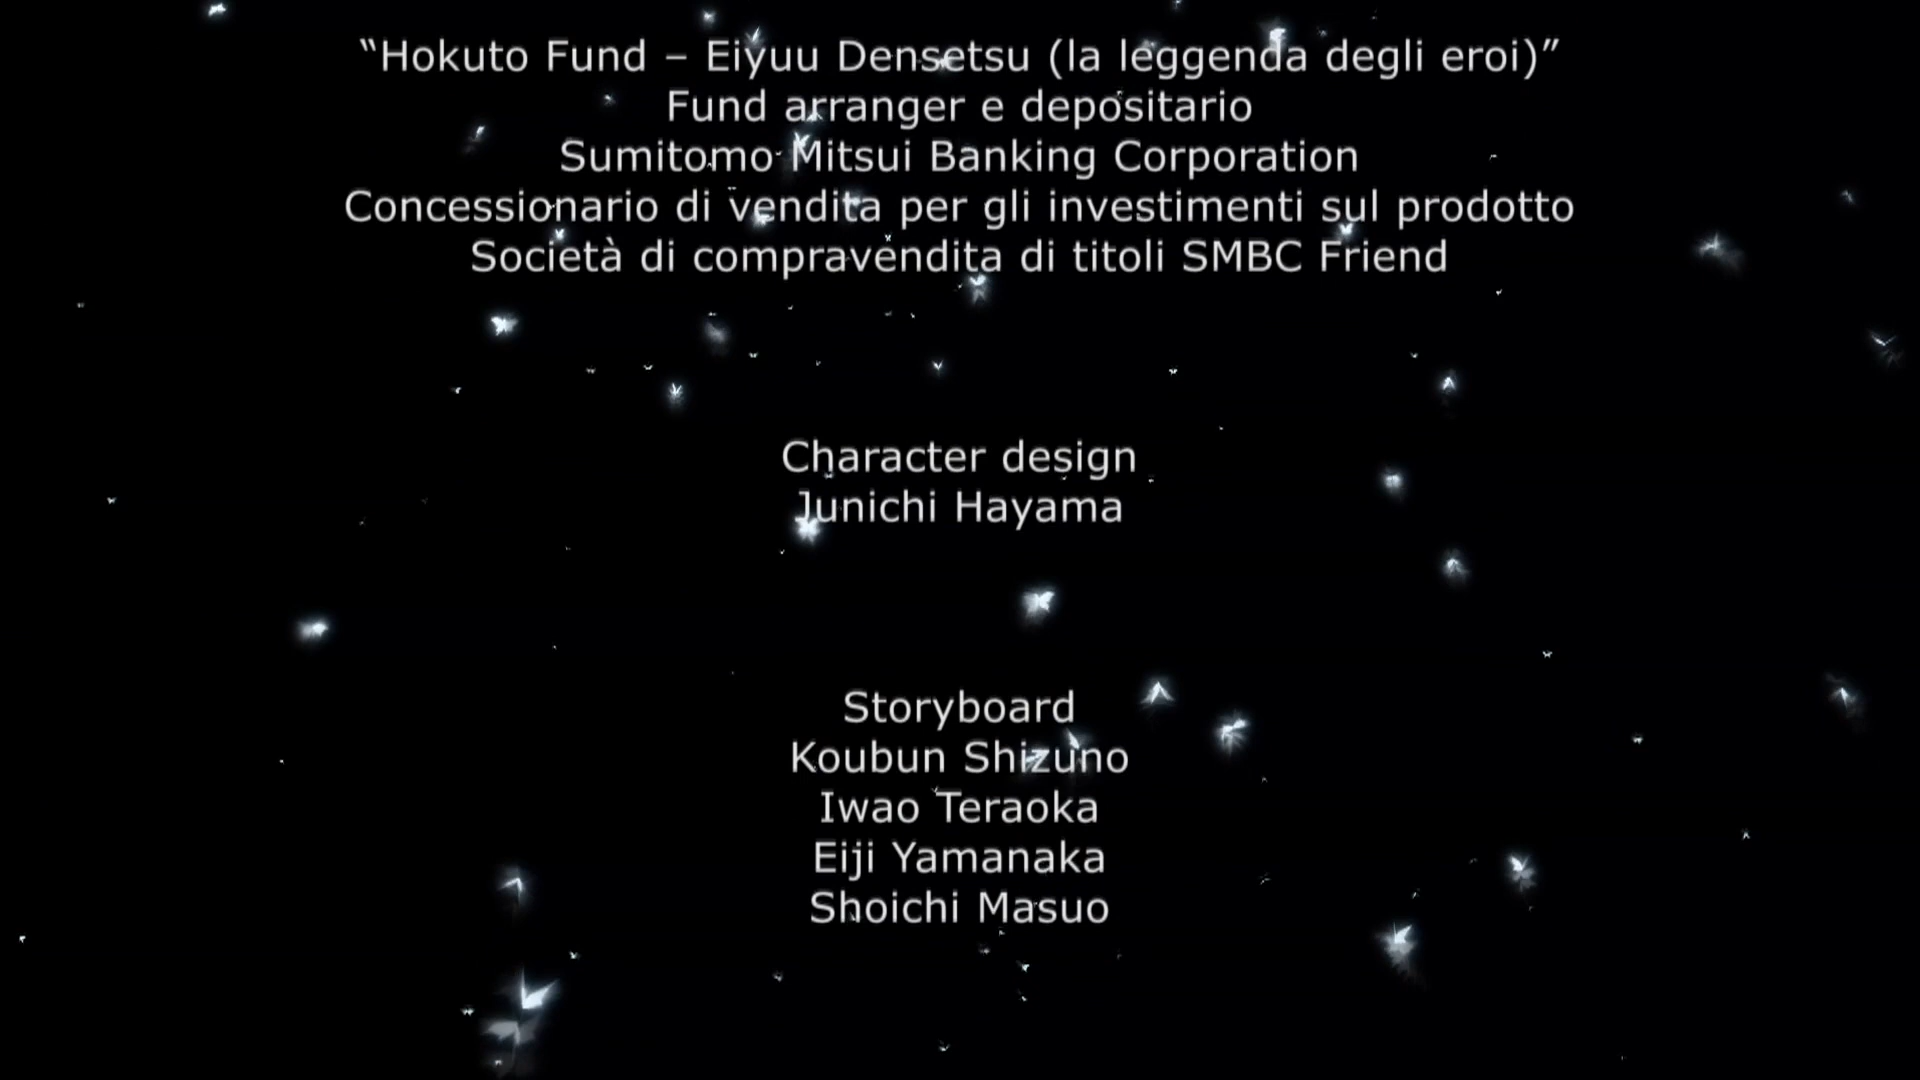 “Hokuto Fund – Eiyuu Densetsu (la leggenda degli eroi)”
Fund arranger e depositario
Sumitomo Mitsui Banking Corporation
Concessionario di vendita per gli investimenti sul prodotto
Società di compravendita di titoli SMBC Friend
Character design
Junichi Hayama
Storyboard
Koubun Shizuno
Iwao Teraoka
Eiji Yamanaka
Shoichi Masuo